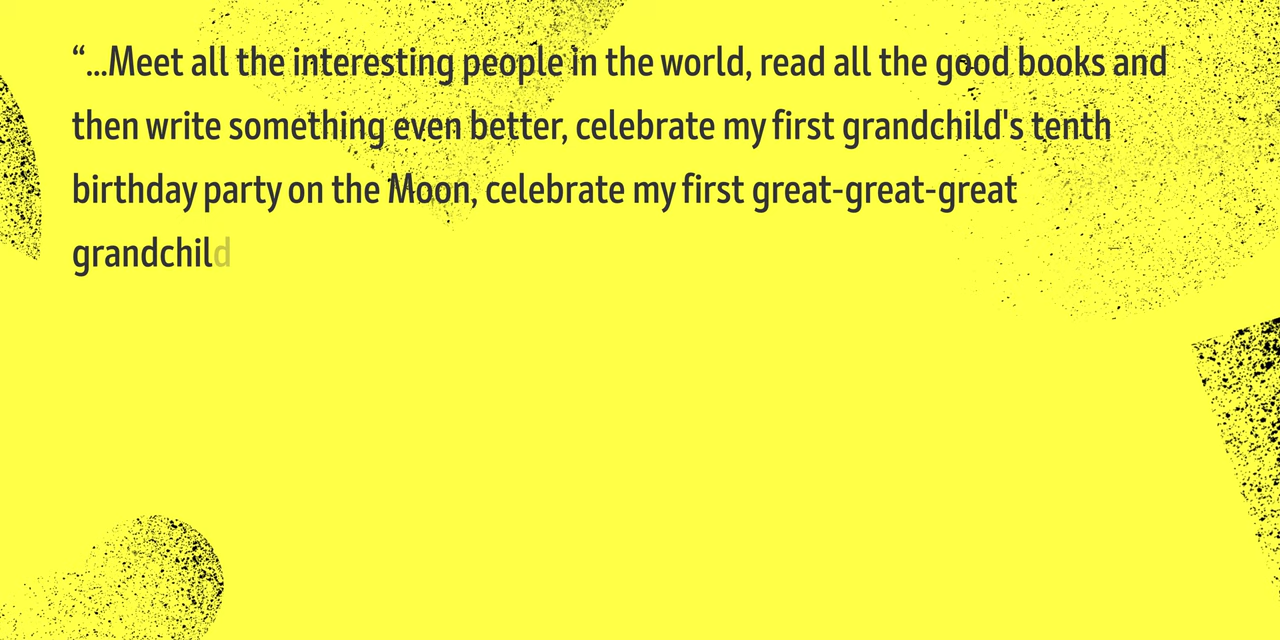 “...Meet all the interesting people in the world, read all the good books and
then write something even better, celebrate my first grandchild's tenth
birthday party on the Moon, celebrate my first great-great-great
grandchild